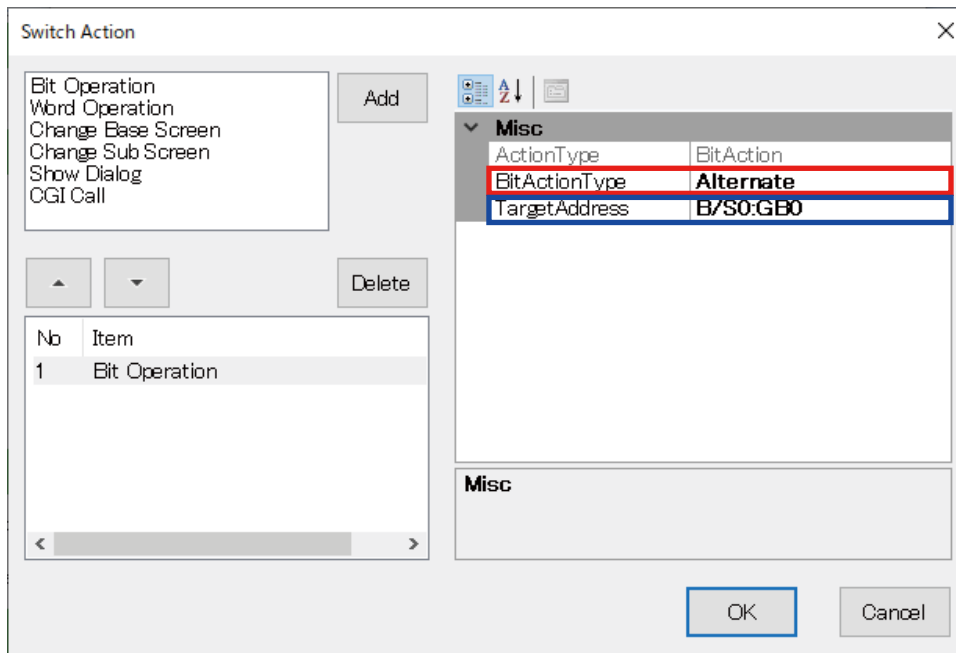 Switch Action
Bit Operation
Word Operation
Change Base Screen
Change Sub Screen
Show Dialog
CGI Call
Add
Delete
No Item
1 Bit Operation
Misc
ActionType BitAction
BitActionType Alternate
TargetAddress B/S0:GB0
Misc
OK Cancel